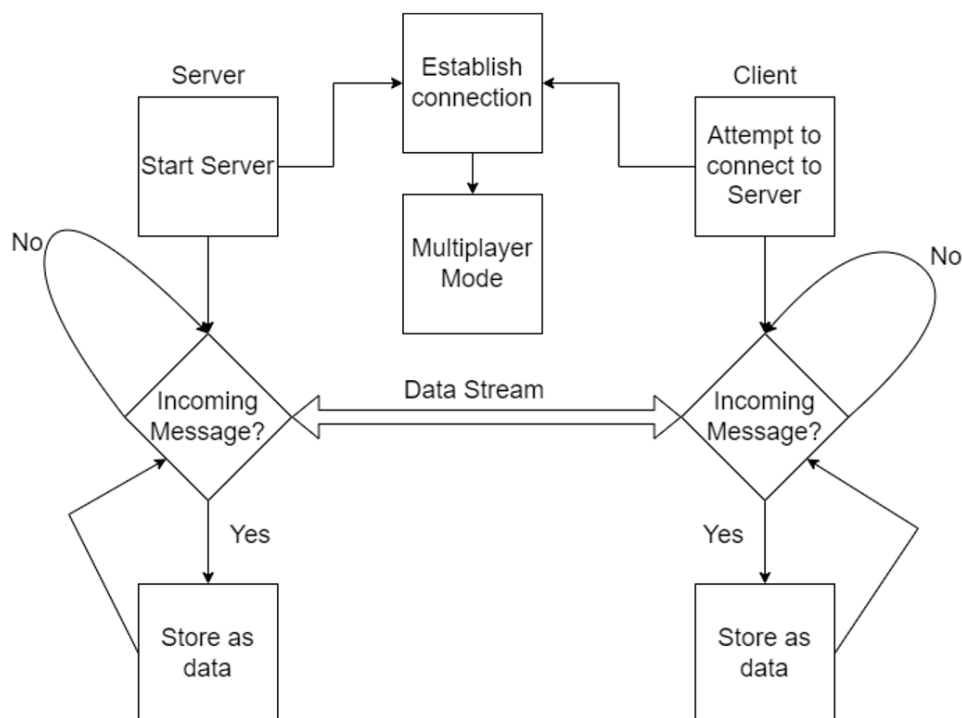 Server
Establish
connection
Client
Start Server
Attempt to
connect to
Server
Multiplayer
Mode
No
No
Data Stream
Incoming
Message?
Incoming
Message?
Yes
Yes
Store as
data
Store as
data